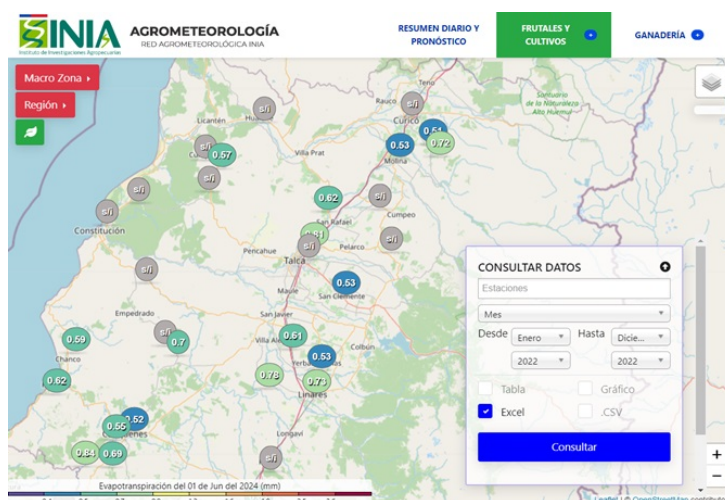 INIA
Instituto de Investigaciones Agropecuarias
AGROMETEOROLOGÍA
RED AGROMETEOROLÓGICA INIA
RESUMEN DIARIO Y
PRONÓSTICO
FRUTALES Y
CULTIVOS
GANADERÍA
Macro Zona
Región
Teno
Rauco
s/i
Santuario
de la Naturaleza
Alto Huemul
Licantén
s/i
Curicó
0.51
0.72
0.53
Molina
s/i
0.57
Villa Prat
s/i
0.62
s/i
s/i
Constitución
s/i
San Rafael
Cumpeo
s/i
s/i
Pencahue
Pelarco
Talca
s/i
0.53
Maule
San Clemente
Empedrado
San Javier
0.59
s/i
0.7
Villa
0.61
Colbún
Chanco
0.53
0.62
0.78
0.73
Linares
0.52
0.55
Longaví
0.84
0.69
s/i
CONSULTAR DATOS
Estaciones
Mes
Desde
Enero
Hasta
Dicie...
2022
2022
Tabla
Gráfico
Excel
.CSV
Consultar
+
−
Evapotranspiración del 01 de Jun del 2024 (mm)